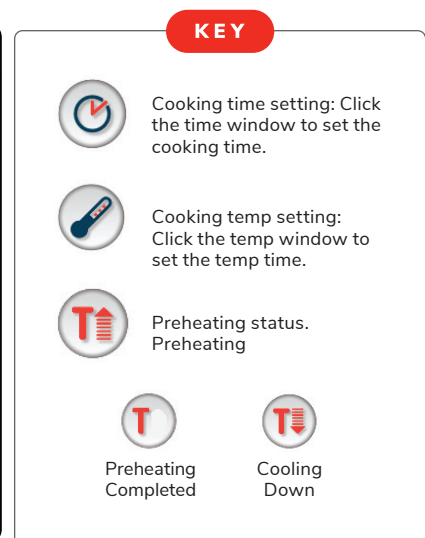 KEY
Cooking time setting: Click
the time window to set the
cooking time.
Cooking temp setting:
Click the temp window to
set the temp time.
T
Preheating status.
Preheating
T
T
Preheating
Completed
Cooling
Down